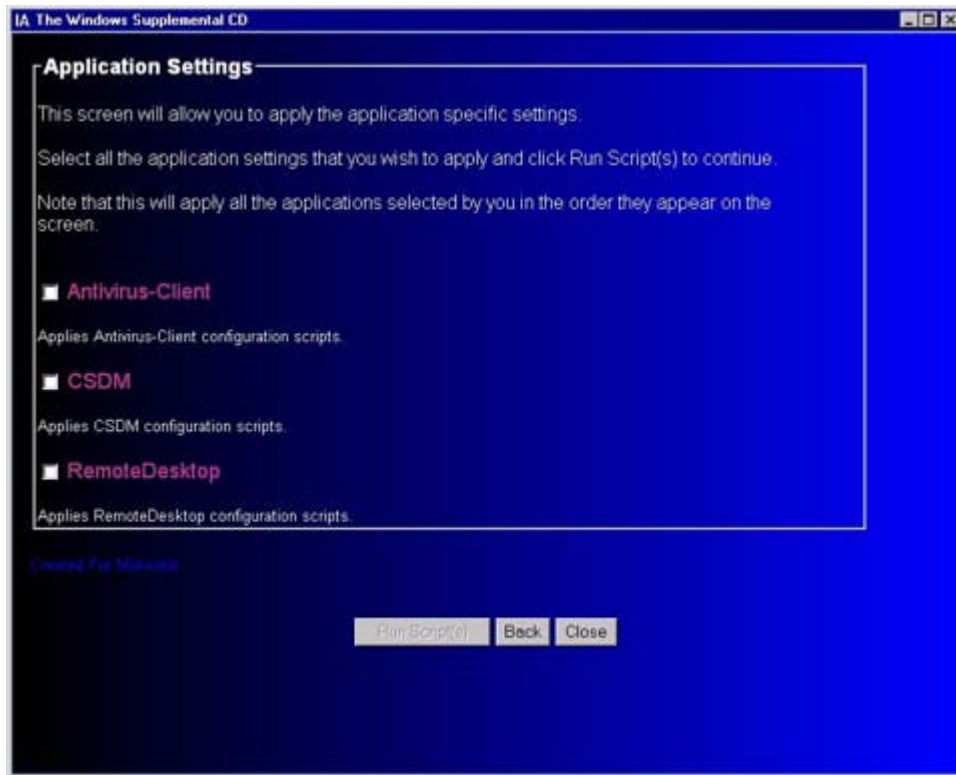 IA The Windows Supplemental CD
Application Settings
This screen will allow you to apply the application specific settings.
Select all the application settings that you wish to apply and click Run Script(s) to continue.
Note that this will apply all the applications selected by you in the order they appear on the
screen.
Antivirus-Client
Applies Antivirus-Client configuration scripts.
CSDM
Applies CSDM configuration scripts.
RemoteDesktop
Applies RemoteDesktop configuration scripts.
Created For
Run Script(s) Back Close